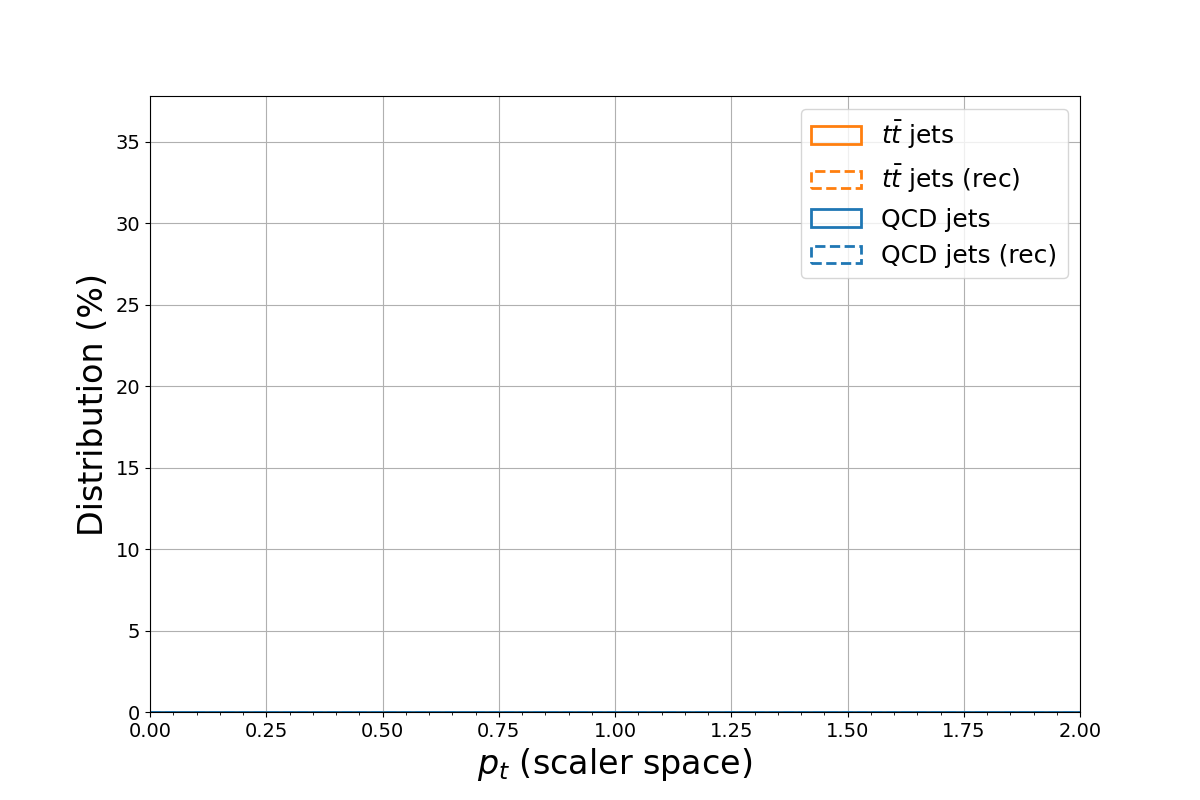 35
30
25
20
15
10
5
0
Distribution (%)
tt̄ jets
tt̄ jets (rec)
QCD jets
QCD jets (rec)
0.00 0.25 0.50 0.75 1.00 1.25 1.50 1.75 2.00
pₜ (scaler space)